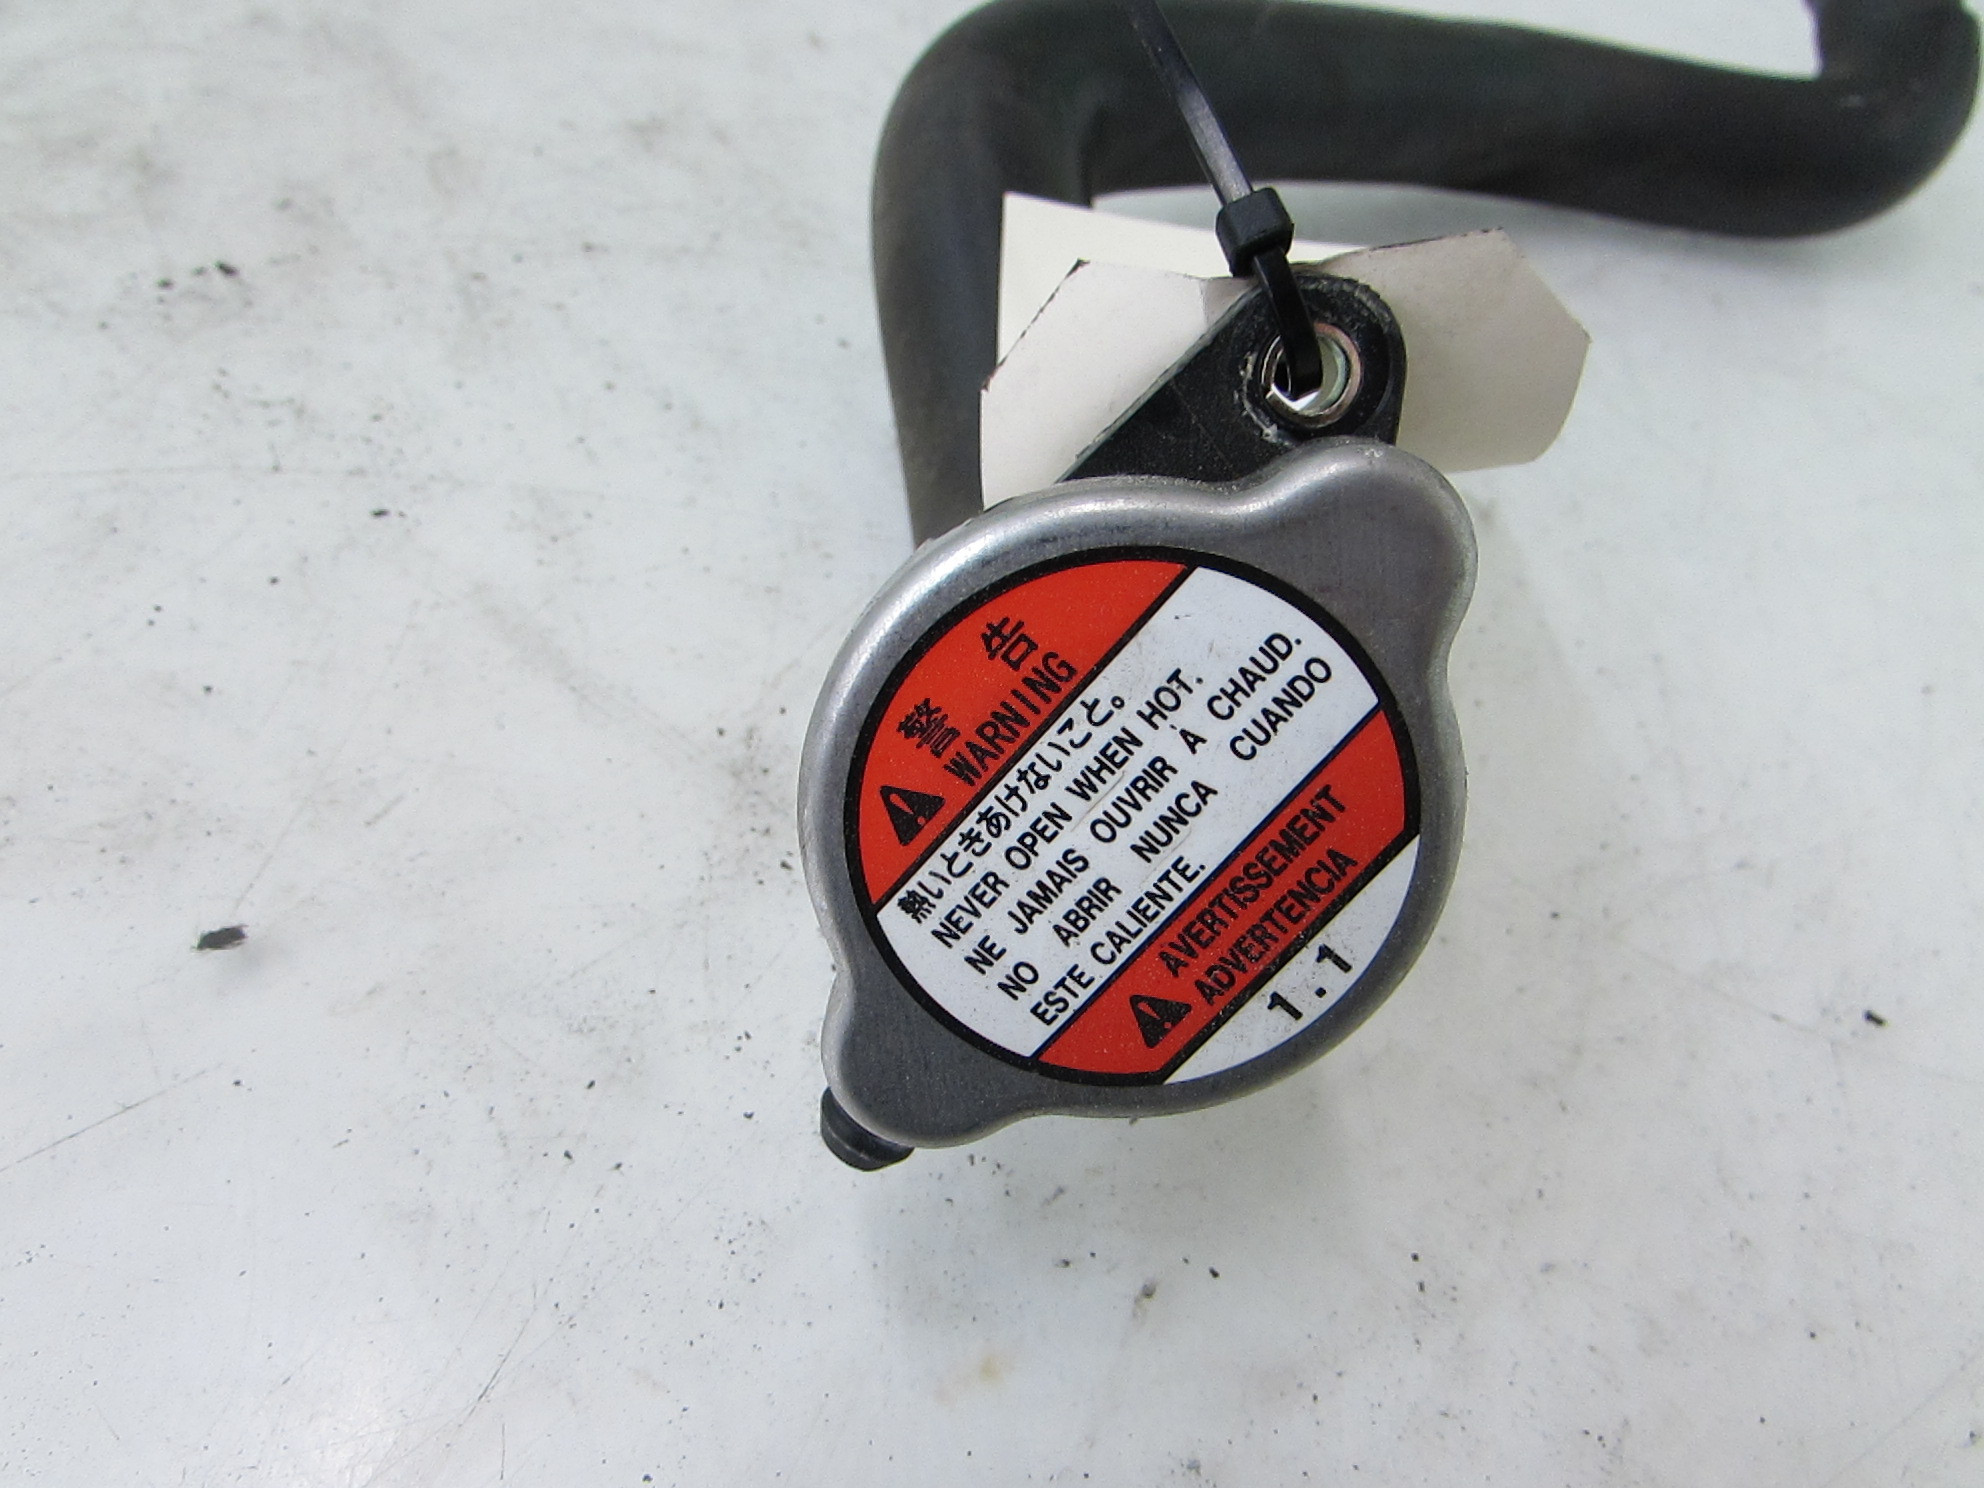 警告
WARNING
熱いときあけないこと。
NEVER OPEN WHEN HOT.
NE JAMAIS OUVRIR À CHAUD.
NO ABRIR NUNCA CUANDO
ESTE CALIENTE.
AVERTISSEMENT
ADVERTENCIA
1.1